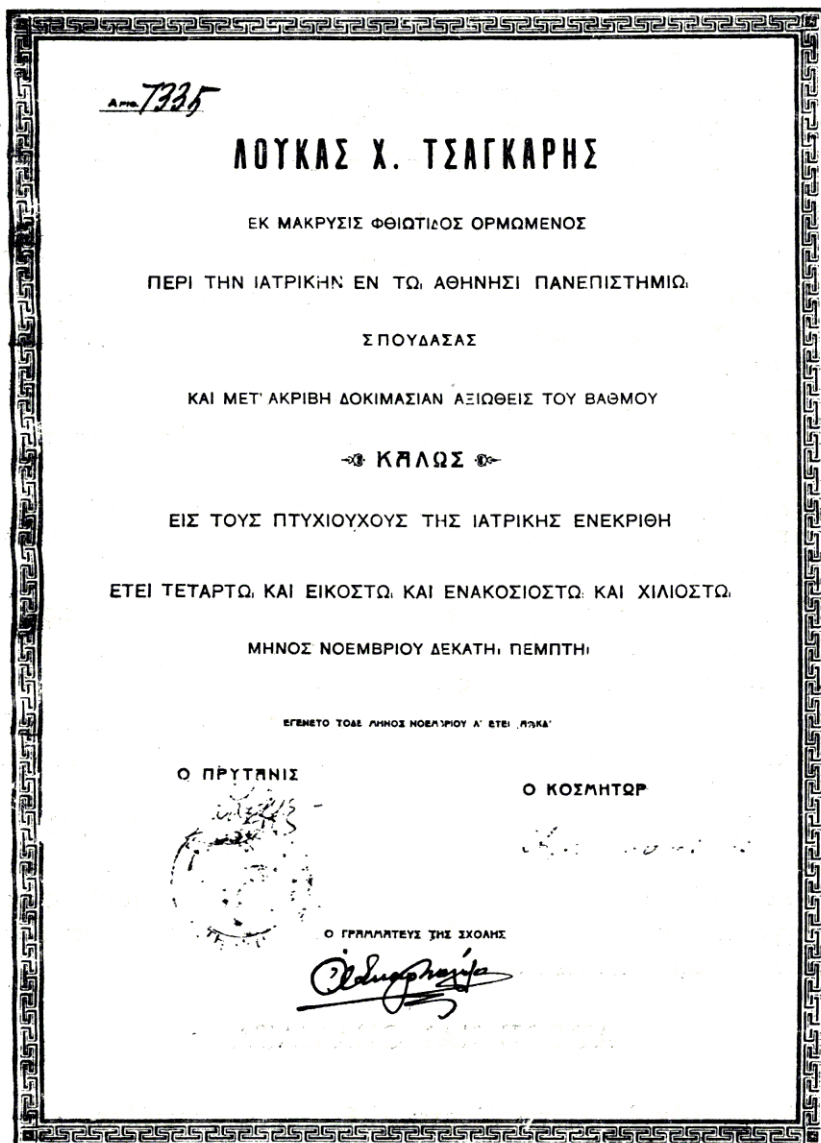 Αριθ. 7335
ΛΟΥΚΑΣ Χ. ΤΣΑΓΚΑΡΗΣ
ΕΚ ΜΑΚΡΥΣΙΣ ΦΘΙΩΤΙΔΟΣ ΟΡΜΩΜΕΝΟΣ
ΠΕΡΙ ΤΗΝ ΙΑΤΡΙΚΗΝ ΕΝ ΤΩι ΑΘΗΝΗΣΙ ΠΑΝΕΠΙΣΤΗΜΙΩι
ΣΠΟΥΔΑΣΑΣ
ΚΑΙ ΜΕΤ' ΑΚΡΙΒΗ ΔΟΚΙΜΑΣΙΑΝ ΑΞΙΩΘΕΙΣ ΤΟΥ ΒΑΘΜΟΥ
ΚΑΛΩΣ
ΕΙΣ ΤΟΥΣ ΠΤΥΧΙΟΥΧΟΥΣ ΤΗΣ ΙΑΤΡΙΚΗΣ ΕΝΕΚΡΙΘΗ
ΕΤΕΙ ΤΕΤΑΡΤΩι ΚΑΙ ΕΙΚΟΣΤΩι ΚΑΙ ΕΝΑΚΟΣΙΟΣΤΩι ΚΑΙ ΧΙΛΙΟΣΤΩι
ΜΗΝΟΣ ΝΟΕΜΒΡΙΟΥ ΔΕΚΑΤΗι ΠΕΜΠΤΗι
ΕΓΕΝΕΤΟ ΤΟΔΕ ΜΗΝΟΣ ΝΟΕΜΒΡΙΟΥ Λ' ΕΤΕΙ ͵ΑϠΚΔ'
Ο ΠΡΥΤΑΝΙΣ
Ο ΚΟΣΜΗΤΩΡ
Ο ΓΡΑΜΜΑΤΕΥΣ ΤΗΣ ΣΧΟΛΗΣ